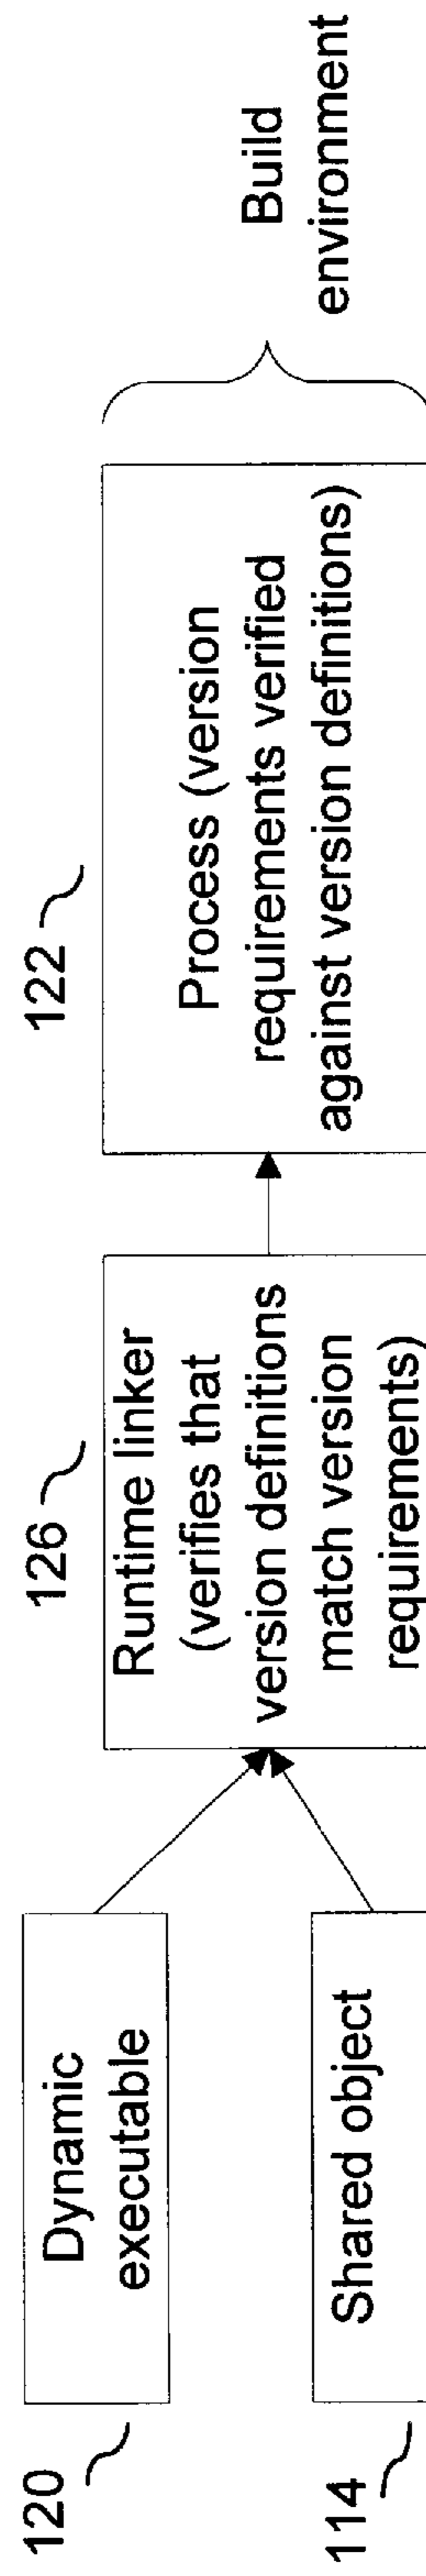 120
Dynamic
executable
114
Shared object
126
Runtime linker
(verifies that
version definitions
match version
requirements)
122
Process (version
requirements verified
against version definitions)
Build
environment